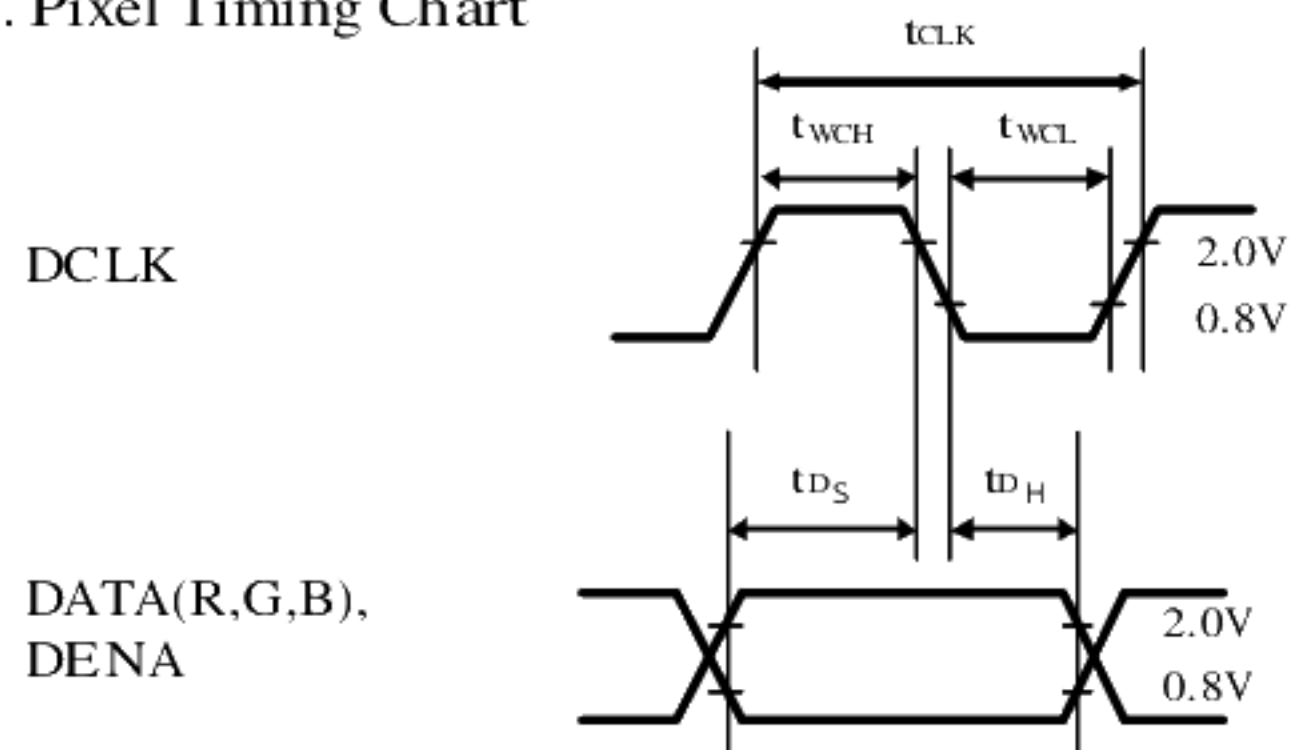 . Pixel Timing Chart
tCLK
tWCH tWCL
DCLK
2.0V
0.8V
tDS tDH
DATA(R,G,B),
DENA
2.0V
0.8V